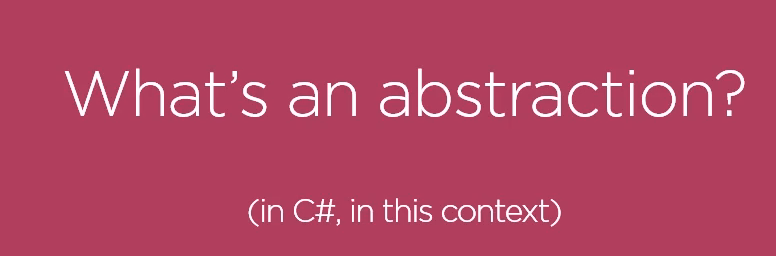 What’s an abstraction?
(in C#, in this context)